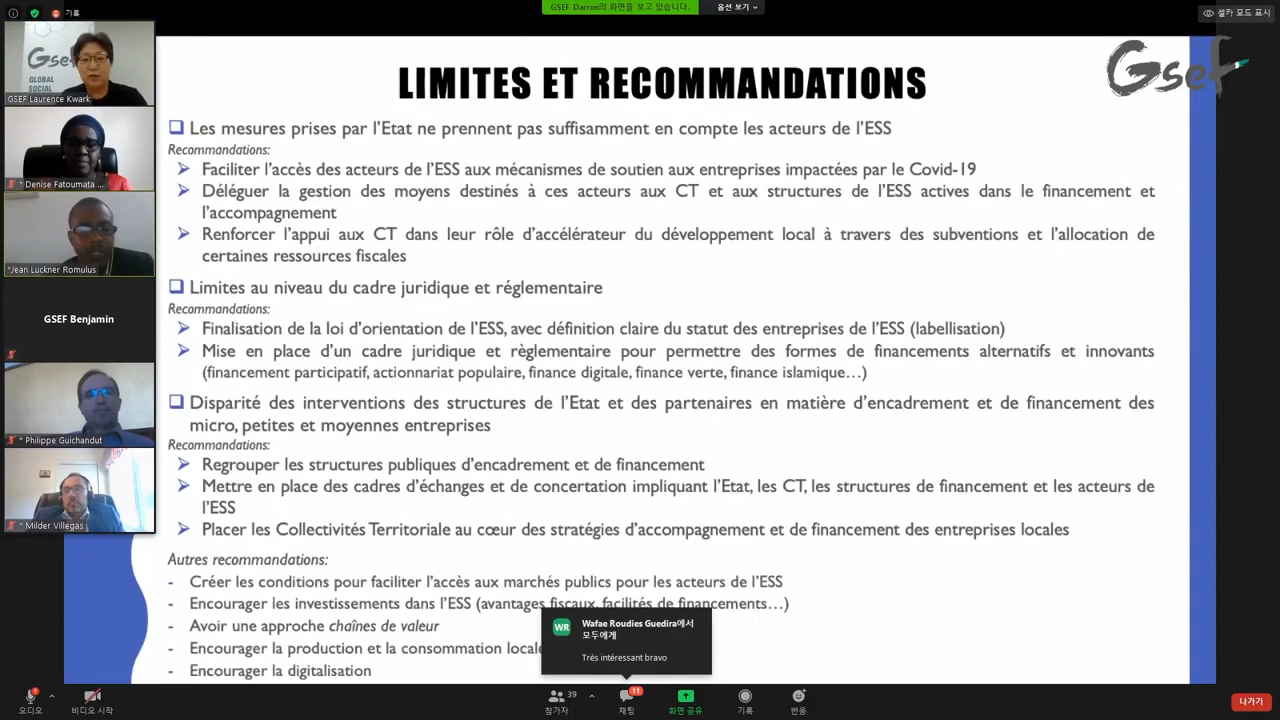 기록
GSEF Darron의 화면을 보고 있습니다.
옵션 보기
셀카 모드 표시
Gsef
GLOBAL
SOCIAL
GSEF Laurence Kwark
* Denise Fatoumata ...
*Jean Luckner Romulus
GSEF Benjamin
* Philippe Guichandut
* Milder Villegas
Gsef
LIMITES ET RECOMMANDATIONS
Les mesures prises par l'Etat ne prennent pas suffisamment en compte les acteurs de l'ESS
Recommandations:
Faciliter l'accès des acteurs de l'ESS aux mécanismes de soutien aux entreprises impactées par le Covid-19
Déléguer la gestion des moyens destinés à ces acteurs aux CT et aux structures de l'ESS actives dans le financement et
l'accompagnement
Renforcer l'appui aux CT dans leur rôle d'accélérateur du développement local à travers des subventions et l'allocation de
certaines ressources fiscales
Limites au niveau du cadre juridique et réglementaire
Recommandations:
Finalisation de la loi d'orientation de l'ESS, avec définition claire du statut des entreprises de l'ESS (labellisation)
Mise en place d'un cadre juridique et règlementaire pour permettre des formes de financements alternatifs et innovants
(financement participatif, actionnariat populaire, finance digitale, finance verte, finance islamique...)
Disparité des interventions des structures de l'Etat et des partenaires en matière d'encadrement et de financement des
micro, petites et moyennes entreprises
Recommandations:
Regrouper les structures publiques d'encadrement et de financement
Mettre en place des cadres d'échanges et de concertation impliquant l'Etat, les CT, les structures de financement et les acteurs de
l'ESS
Placer les Collectivités Territoriale au cœur des stratégies d'accompagnement et de financement des entreprises locales
Autres recommandations:
- Créer les conditions pour faciliter l'accès aux marchés publics pour les acteurs de l'ESS
- Encourager les investissements dans l'ESS (avantages fiscaux, facilités de financements...)
- Avoir une approche chaînes de valeur
- Encourager la production et la consommation locale
- Encourager la digitalisation
WR
Wafae Roudies Guedira에서
모두에게
Très intéressant bravo
오디오
비디오 시작
39
참가자
11
채팅
화면 공유
기록
반응
나가기